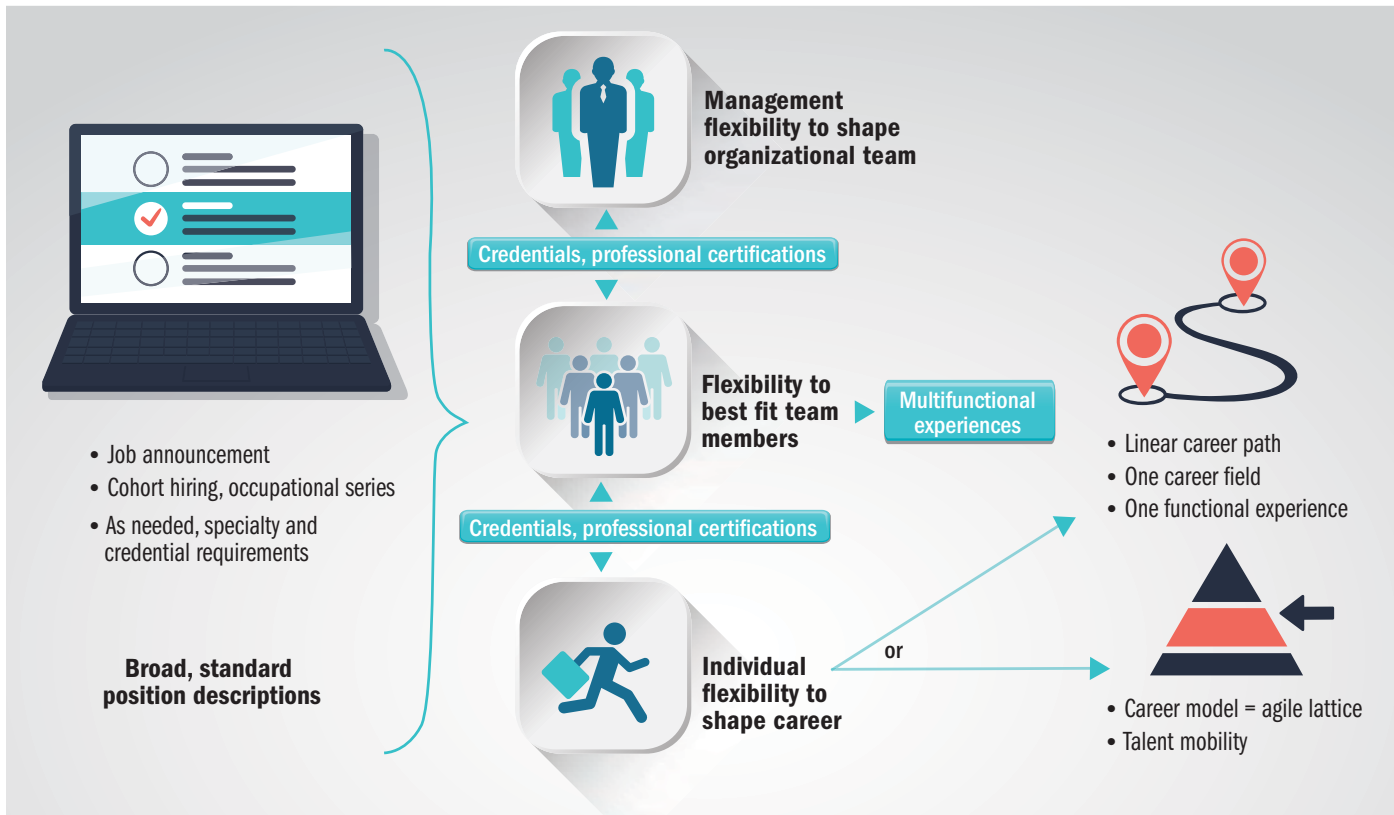 • Job announcement
• Cohort hiring, occupational series
• As needed, specialty and
credential requirements
Broad, standard
position descriptions
Management
flexibility to shape
organizational team
Credentials, professional certifications
Flexibility to
best fit team
members
Multifunctional
experiences
Credentials, professional certifications
Individual
flexibility to
shape career
or
• Linear career path
• One career field
• One functional experience
• Career model = agile lattice
• Talent mobility